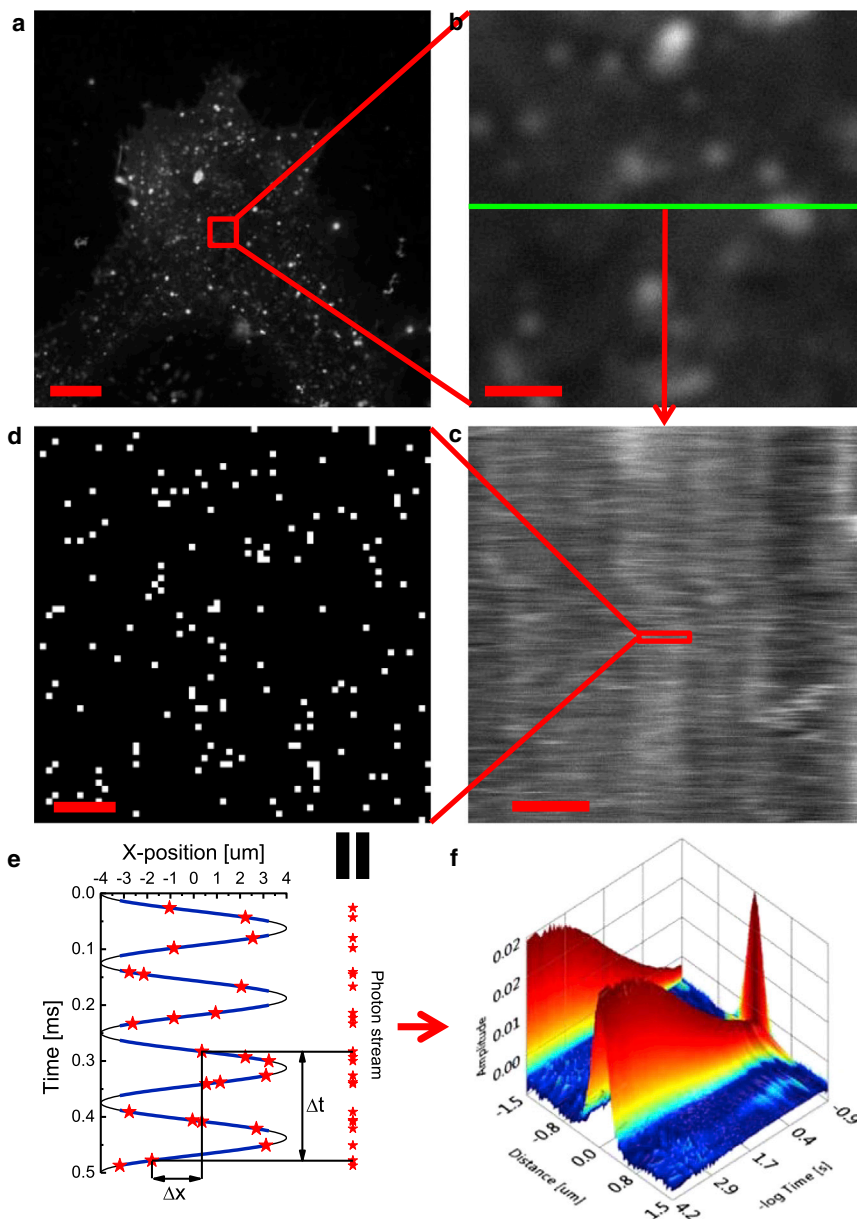 a
b
d
c
e
X-position [um]
-4 -3 -2 -1 0 1 2 3 4
0.0
0.1
0.2
0.3
0.4
0.5
Time [ms]
Δt
Δx
Photon stream
f
0.02
0.02
0.01
0.01
0.00
Amplitude
-1.5
-0.8
0.0
0.8
1.5
Distance [um]
4.2
2.9
1.7
0.4
-0.9
-log Time [s]